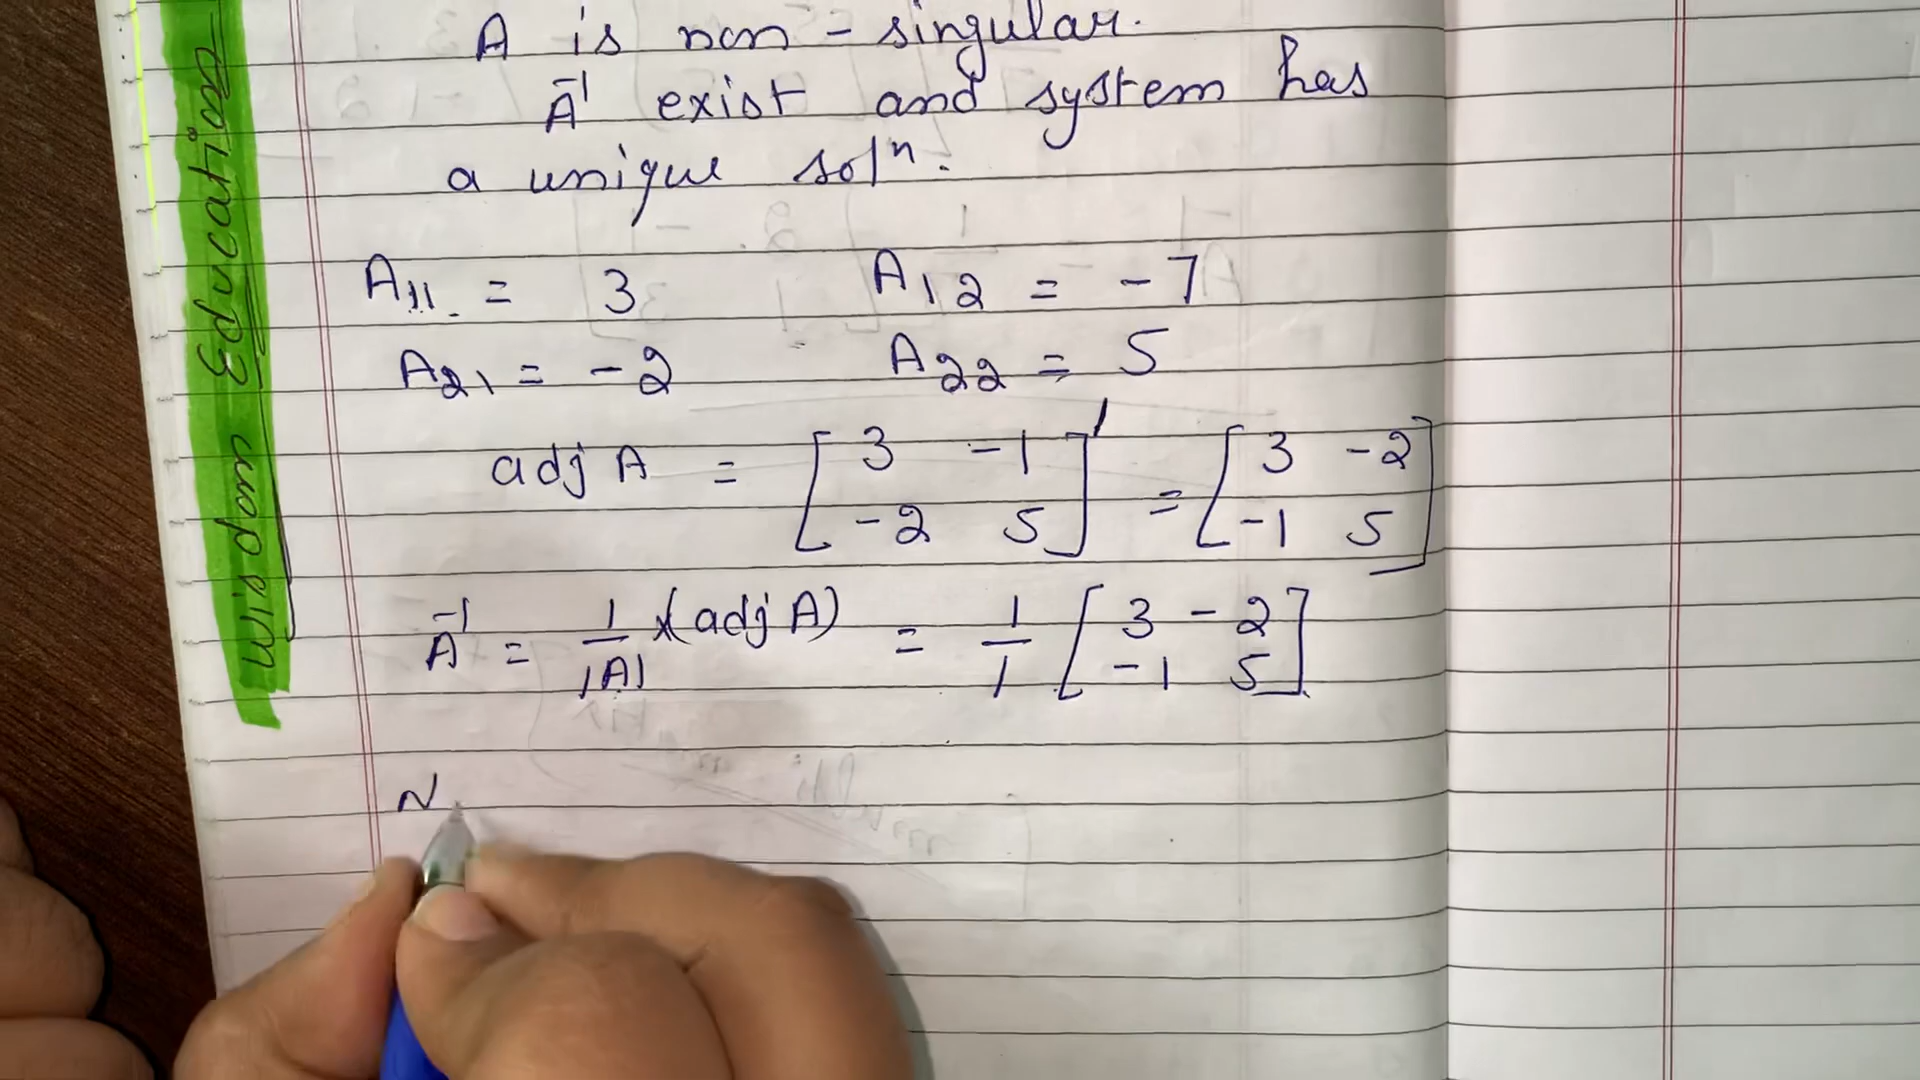 A is non - singular.
A⁻¹ exist and system has
a unique solⁿ.
A₁₁ = 3 A₁₂ = -7
A₂₁ = -2 A₂₂ = 5
adj A = [3 -1; -2 5]' = [3 -2; -1 5]
A⁻¹ = 1/|A| × (adj A) = 1/1 [3 -2; -1 5]
N
Wisdom Education